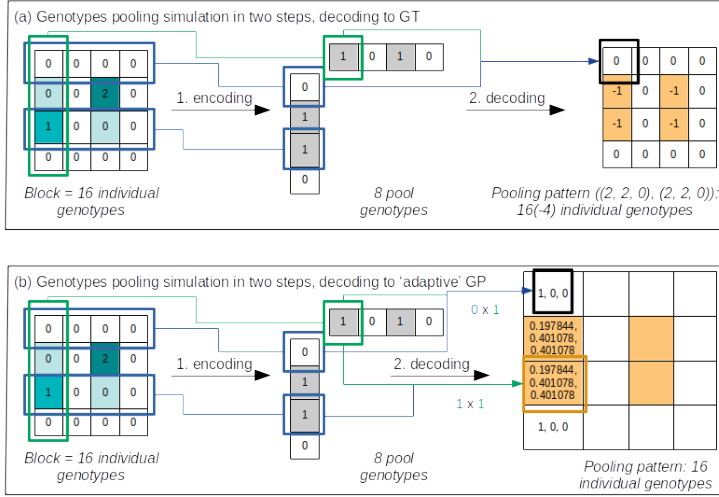 (a) Genotypes pooling simulation in two steps, decoding to GT
0 0 0 0
0 0 2 0
1 0 0 0
0 0 0 0
Block = 16 individual
genotypes
1. encoding
1 0 1 0
0
1
1
0
8 pool
genotypes
2. decoding
0 0 0 0
-1 0 -1 0
-1 0 -1 0
0 0 0 0
Pooling pattern ((2, 2, 0), (2, 2, 0)):
16(-4) individual genotypes
(b) Genotypes pooling simulation in two steps, decoding to ‘adaptive’ GP
0 0 0 0
0 0 2 0
1 0 0 0
0 0 0 0
Block = 16 individual
genotypes
1. encoding
1 0 1 0
0
1
1
0
8 pool
genotypes
0 x 1
2. decoding
1 x 1
1, 0, 0
0.197844,
0.401078,
0.401078
0.197844,
0.401078,
0.401078
1, 0, 0
Pooling pattern: 16
individual genotypes